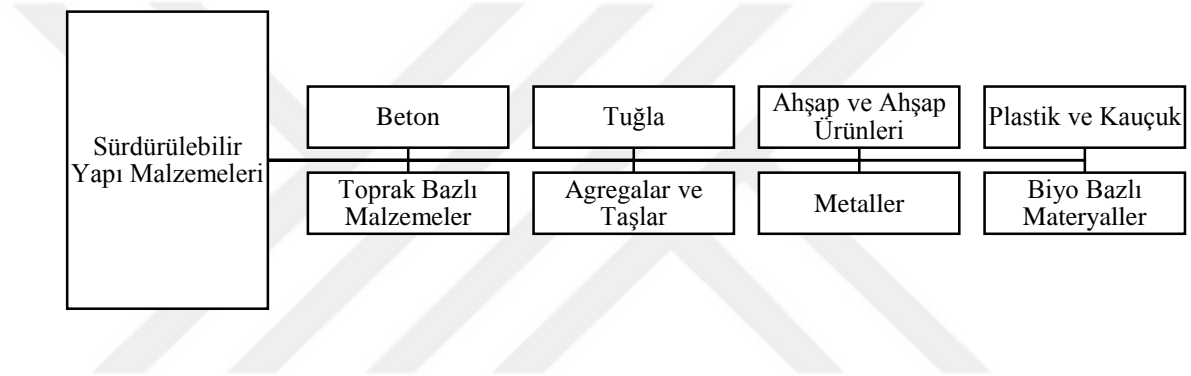 Sürdürülebilir
Yapı Malzemeleri
Beton
Tuğla
Ahşap ve Ahşap
Ürünleri
Plastik ve Kauçuk
Toprak Bazlı
Malzemeler
Agregalar ve
Taşlar
Metaller
Biyo Bazlı
Materyaller